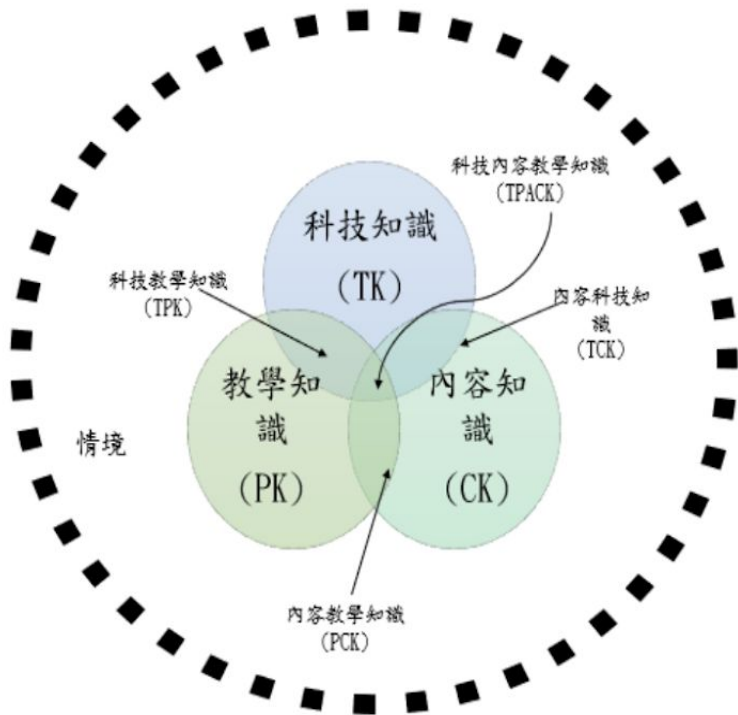 科技內容教學知識
(TPACK)
科技知識
(TK)
科技教學知識
(TPK)
內容科技知
識
(TCK)
教學知
識
(PK)
內容知
識
(CK)
情境
內容教學知識
(PCK)